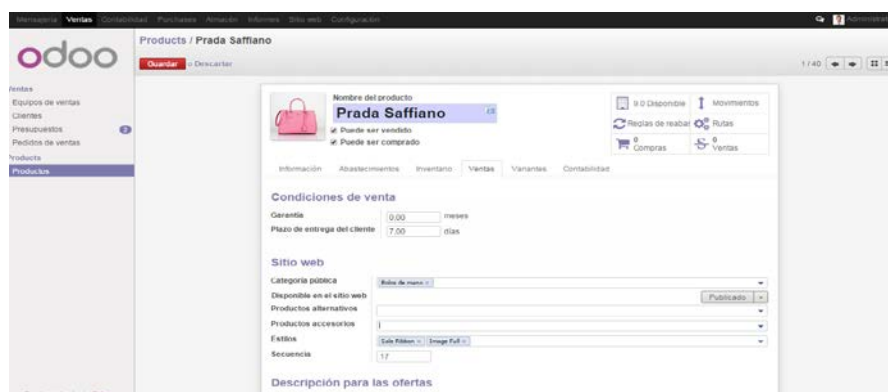 Mensajería Ventas Contabilidad Purchases Almacén Informes Sitio web Configuración
odoo
Products / Prada Saffiano
Guardar o Descartar
1 / 40
Ventas
Equipos de ventas
Clientes
Presupuestos 2
Pedidos de ventas
Products
Productos
Nombre del producto
Prada Saffiano
Puede ser vendido
Puede ser comprado
Disponible
Movimientos
Reglas de reabas
Rutas
0 Compras
0 Ventas
Información Abastecimientos Inventario Ventas Variantes Contabilidad
Condiciones de venta
Garantía 0,00 meses
Plazo de entrega del cliente 7,00 días
Sitio web
Categoría pública Bolso de mano ×
Disponible en el sitio web Publicado
Productos alternativos
Productos accesorios
Estilos Sale Ribbon × Image Full ×
Secuencia 17
Descripción para las ofertas